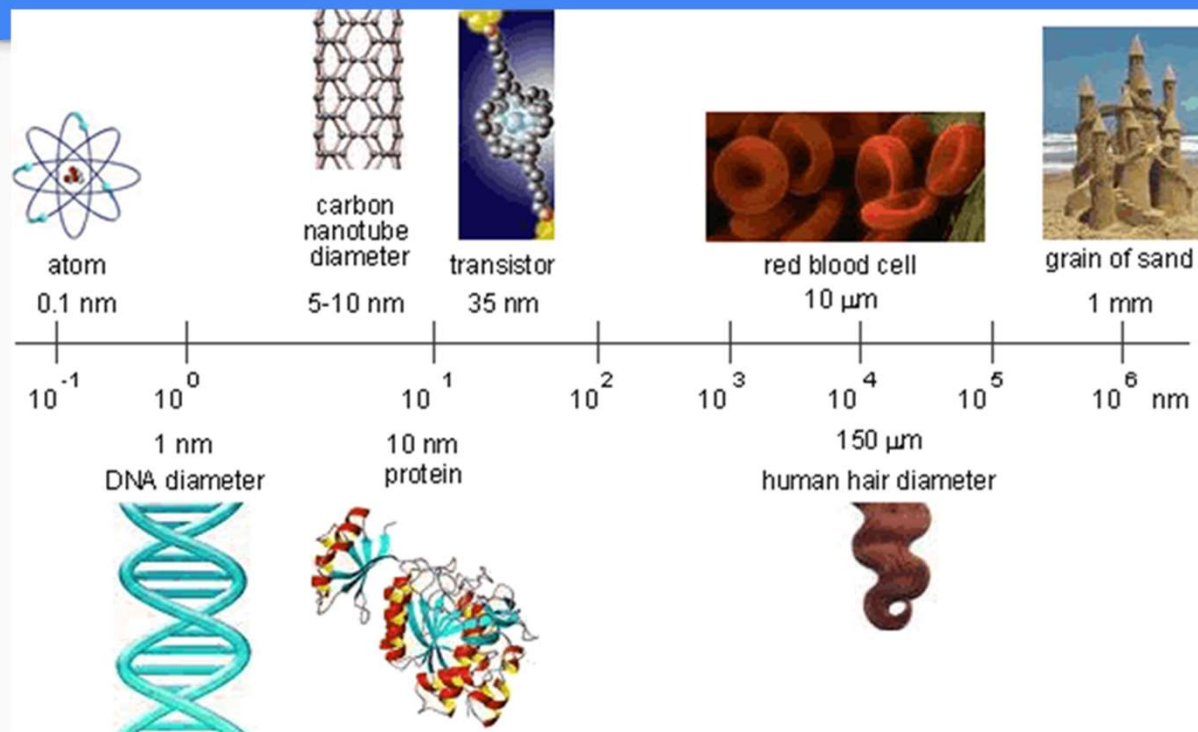 atom
0.1 nm
carbon
nanotube
diameter
5-10 nm
transistor
35 nm
red blood cell
10 μm
grain of sand
1 mm
10⁻¹ 10⁰ 10¹ 10² 10³ 10⁴ 10⁵ 10⁶ nm
1 nm
DNA diameter
10 nm
protein
150 μm
human hair diameter